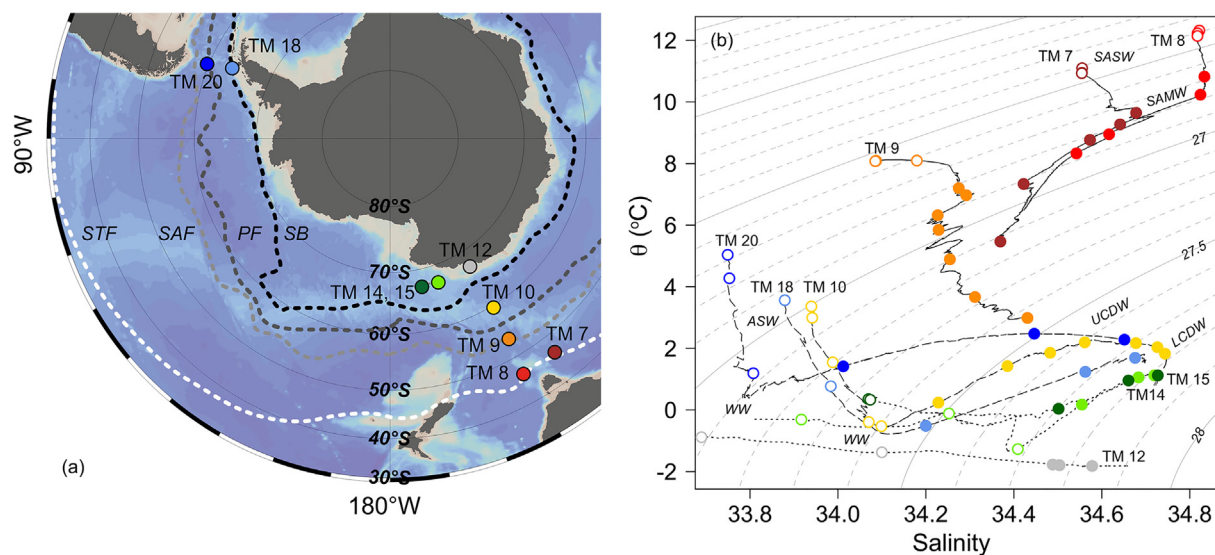 TM 18
TM 20
90°W
80°S
STF
SAF
PF
SB
TM 12
70°S
TM 14, 15
TM 10
60°S
TM 9
TM 7
TM 8
50°S
40°S
(a)
30°S
180°W
(b)
12
10
8
6
4
2
0
-2
θ (°C)
TM 7
SASW
TM 8
SAMW
27
TM 9
27.5
TM 20
TM 18
TM 10
ASW
UCDW
LCDW
TM 15
TM14
WW
WW
28
TM 12
33.8
34.0
34.2
34.4
34.6
34.8
Salinity